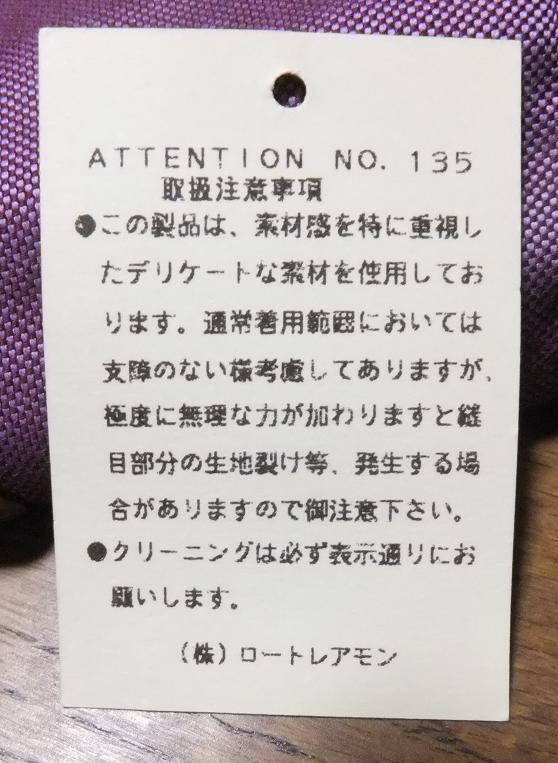 ATTENTION NO. 135
取扱注意事項
●この製品は、素材感を特に重視し
たデリケートな素材を使用してお
ります。通常着用範囲においては
支障のない様考慮してありますが、
極度に無理な力が加わりますと縫
目部分の生地裂け等、発生する場
合がありますので御注意下さい。
●クリーニングは必ず表示通りにお
願いします。
(株)ロートレアモン